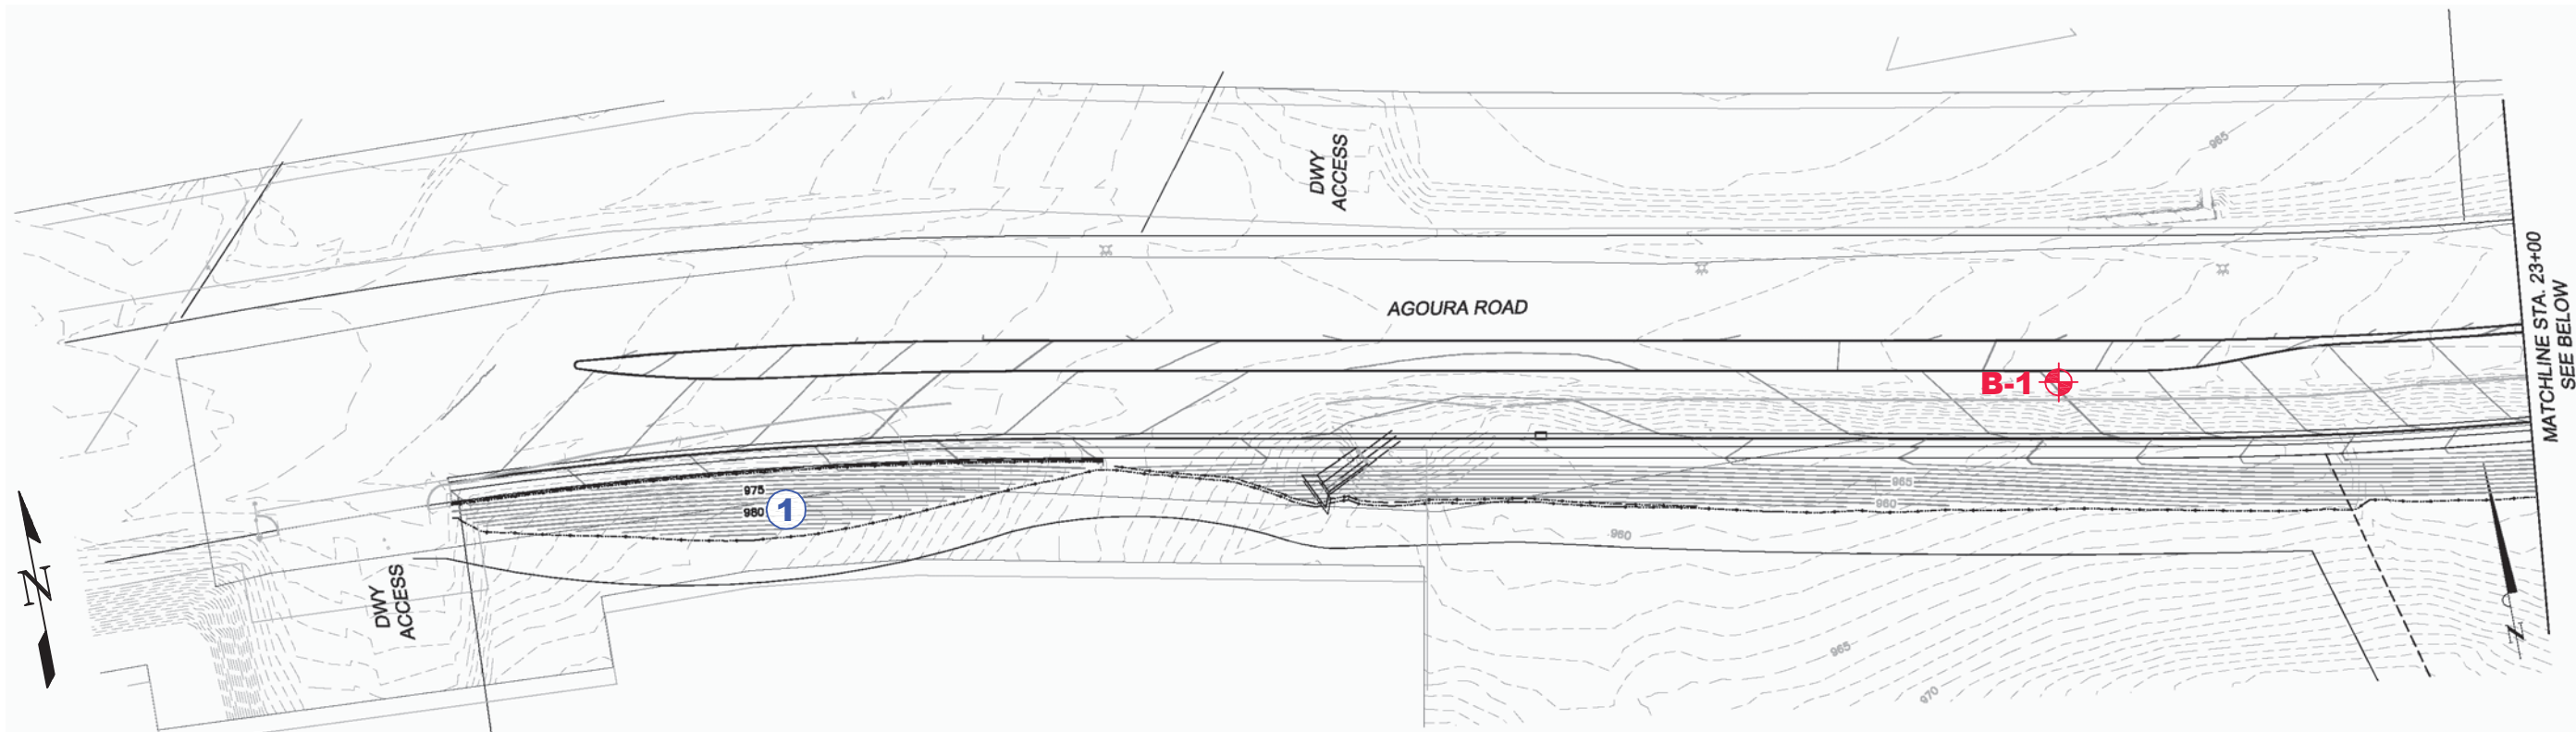 965
DWY
ACCESS
AGOURA ROAD
MATCHLINE STA. 23+00
SEE BELOW
B-1
975
980
1
965
960
960
N
DWY
ACCESS
N
965
970